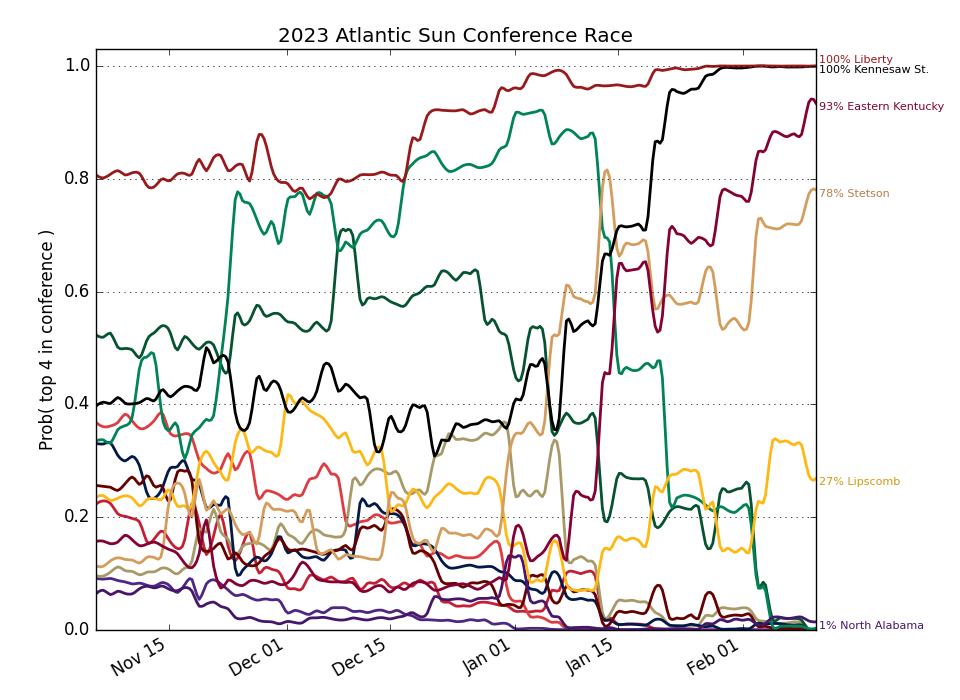 2023 Atlantic Sun Conference Race
Prob( top 4 in conference )
1.0
0.8
0.6
0.4
0.2
0.0
Nov 15
Dec 01
Dec 15
Jan 01
Jan 15
Feb 01
100% Liberty
100% Kennesaw St.
93% Eastern Kentucky
78% Stetson
27% Lipscomb
1% North Alabama